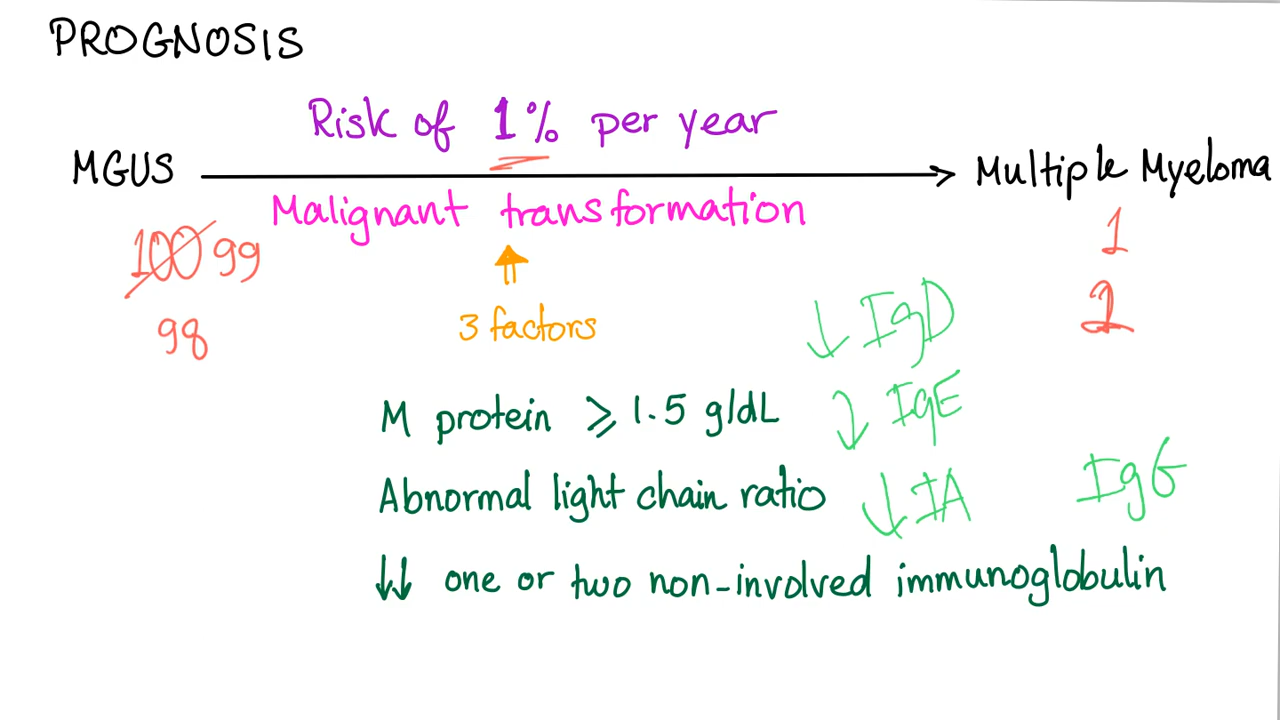 PROGNOSIS
Risk of 1% per year
MGUS
Multiple Myeloma
Malignant transformation
100 99
1
98
2
3 factors
↓ IgD
M protein ≥ 1.5 g/dL
↓ IgE
Abnormal light chain ratio
↓ IA
IgG
↓↓ one or two non-involved immunoglobulin